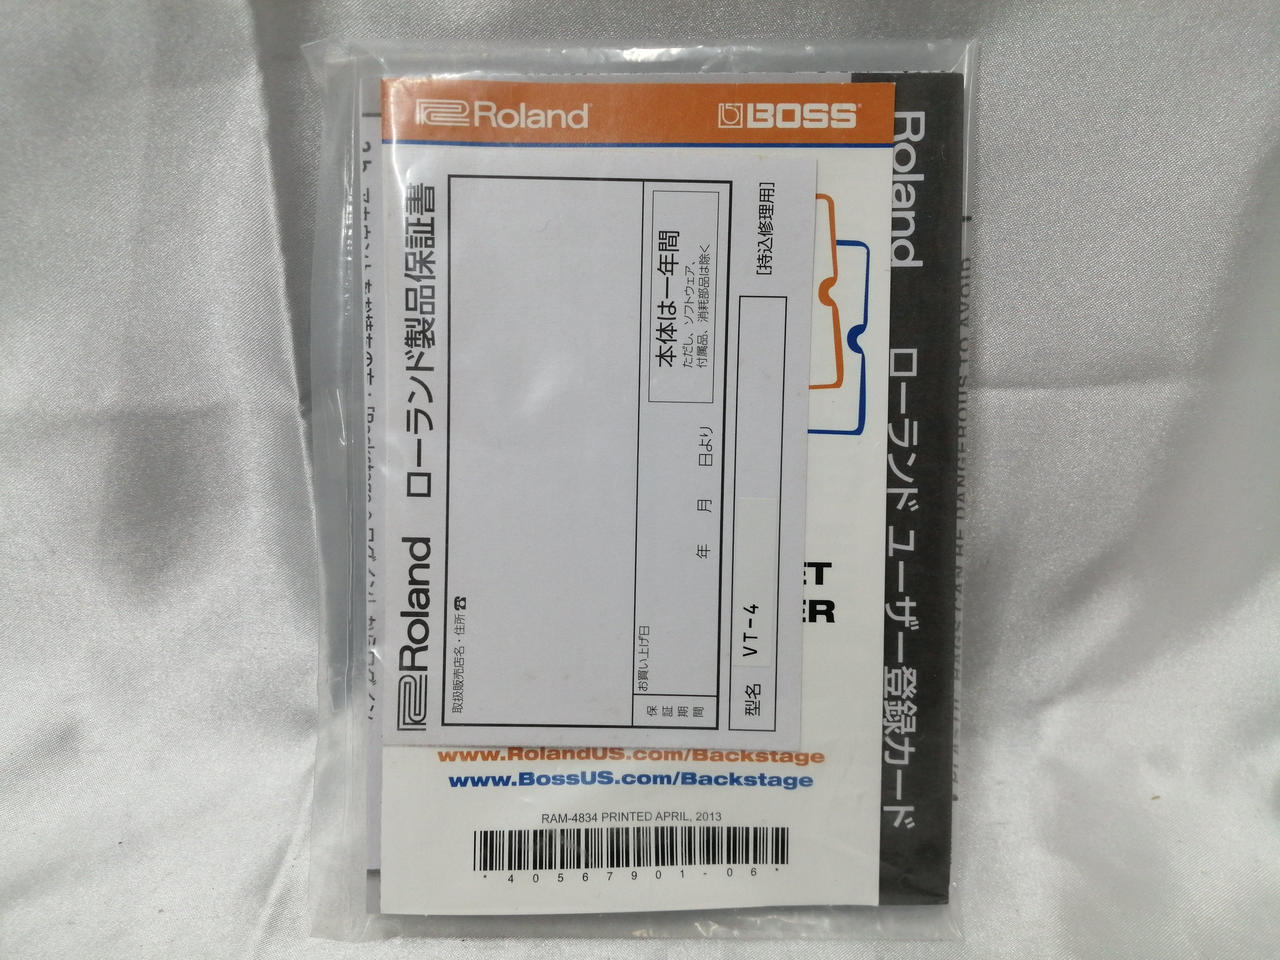 Roland
BOSS
Roland ローランド製品保証書
[持込修理用]
取扱販売店名・住所 ☎
お買い上げ日
年 月 日より
保証期間
本体は一年間
ただし、ソフトウェア、
付属品、消耗部品は除く
型名 VT-4
ET
ER
www.RolandUS.com/Backstage
www.BossUS.com/Backstage
RAM-4834 PRINTED APRIL, 2013
*40567901-06*
Roland ローランド ユーザー登録カード